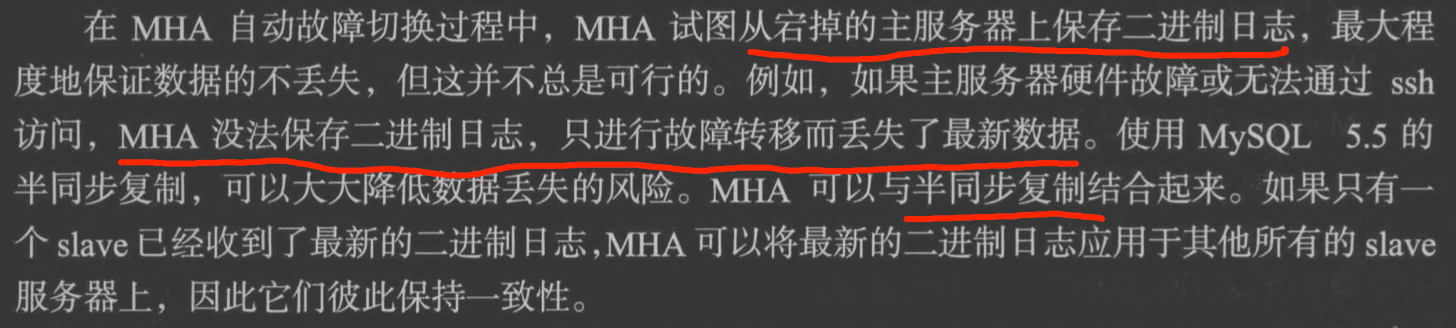 在 MHA 自动故障切换过程中，MHA 试图从宕掉的主服务器上保存二进制日志，最大程
度地保证数据的不丢失，但这并不总是可行的。例如，如果主服务器硬件故障或无法通过 ssh
访问，MHA 没法保存二进制日志，只进行故障转移而丢失了最新数据。使用 MySQL 5.5 的
半同步复制，可以大大降低数据丢失的风险。MHA 可以与半同步复制结合起来。如果只有一
个 slave 已经收到了最新的二进制日志,MHA 可以将最新的二进制日志应用于其他所有的 slave
服务器上，因此它们彼此保持一致性。